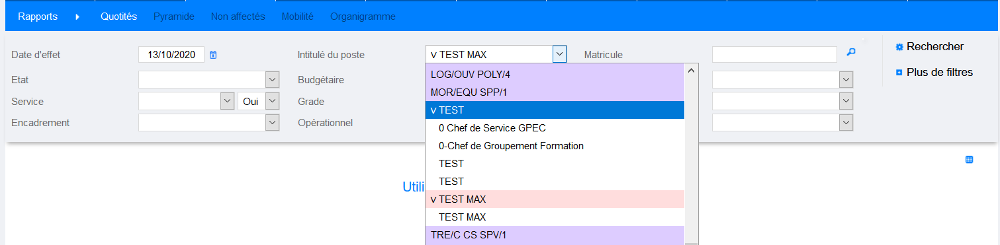 Rapports Quotités Pyramide Non affectés Mobilité Organigramme
Date d'effet 13/10/2020 Intitulé du poste v TEST MAX Matricule Rechercher
Plus de filtres
Etat Budgétaire
Service Oui Grade
Encadrement Opérationnel
LOG/OUV POLY/4
MOR/EQU SPP/1
v TEST
0 Chef de Service GPEC
0-Chef de Groupement Formation
TEST
TEST
Utili
v TEST MAX
TEST MAX
TRE/C CS SPV/1